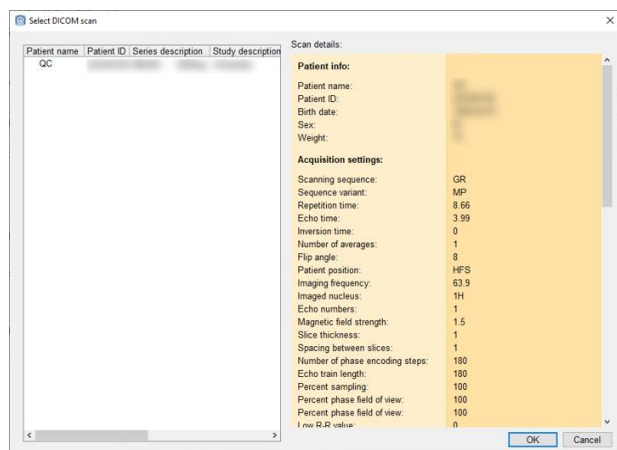 Select DICOM scan
Patient name Patient ID Series description Study description
QC
Scan details:
Patient info:
Patient name:
Patient ID:
Birth date:
Sex:
Weight:
Acquisition settings:
Scanning sequence: GR
Sequence variant: MP
Repetition time: 8.66
Echo time: 3.99
Inversion time: 0
Number of averages: 1
Flip angle: 8
Patient position: HFS
Imaging frequency: 63.9
Imaged nucleus: 1H
Echo numbers: 1
Magnetic field strength: 1.5
Slice thickness: 1
Spacing between slices: 1
Number of phase encoding steps: 180
Echo train length: 180
Percent sampling: 100
Percent phase field of view: 100
Percent phase field of view: 100
Low R-R value: 0
OK Cancel